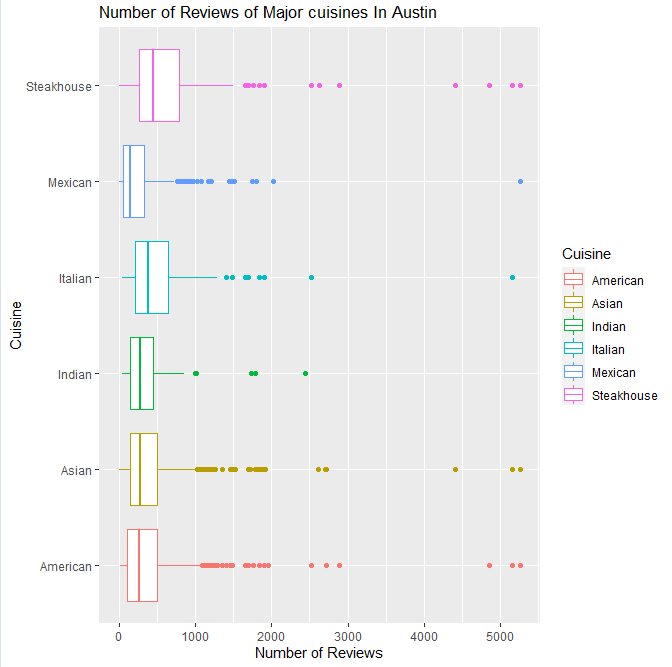 Number of Reviews of Major cuisines In Austin
Cuisine
Steakhouse
Mexican
Italian
Indian
Asian
American
0 1000 2000 3000 4000 5000
Number of Reviews
Cuisine
American
Asian
Indian
Italian
Mexican
Steakhouse